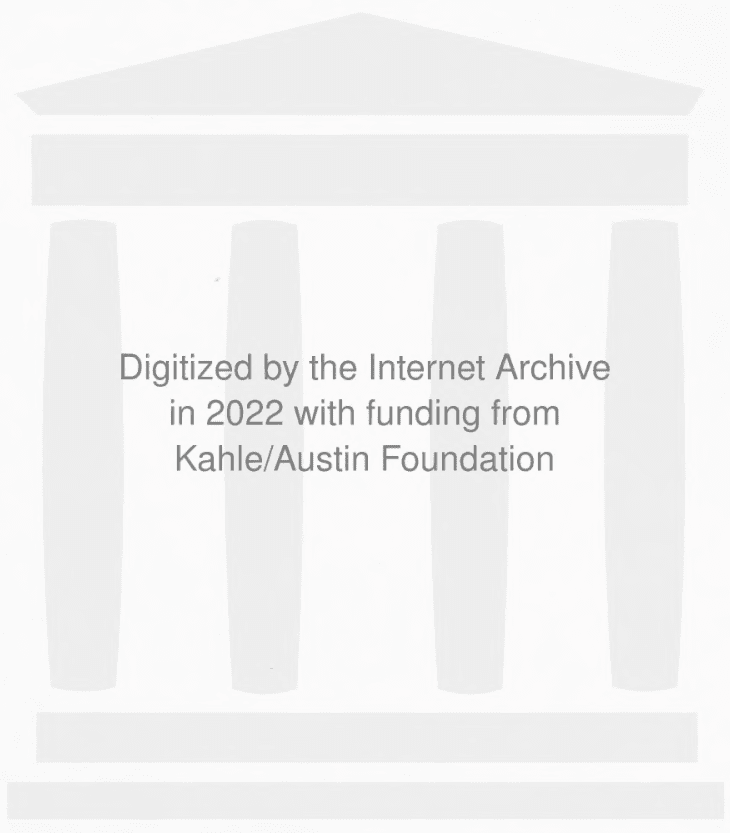 Digitized by the Internet Archive
in 2022 with funding from
Kahle/Austin Foundation